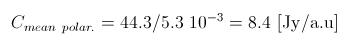 C_{mean polar.} = 44.3/5.3 10^{-3} = 8.4 [Jy/a.u]